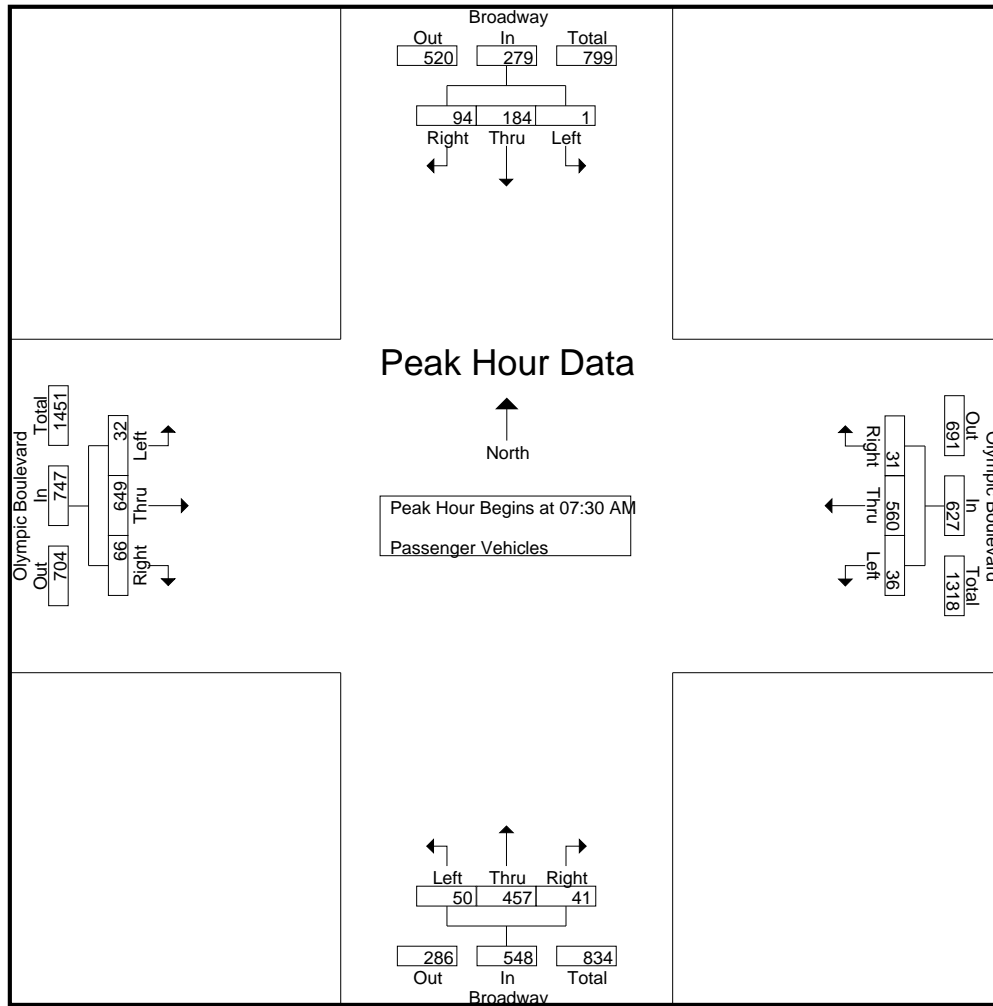 Broadway
Out In Total
520 279 799
94 184 1
Right Thru Left
Peak Hour Data
North
Peak Hour Begins at 07:30 AM
Passenger Vehicles
Olympic Boulevard
Total In Out
1451 747 704
32 649 66
Left Thru Right
Olympic Boulevard
Out In Total
691 627 1318
31 560 36
Right Thru Left
Left Thru Right
50 457 41
286 548 834
Out In Total
Broadway